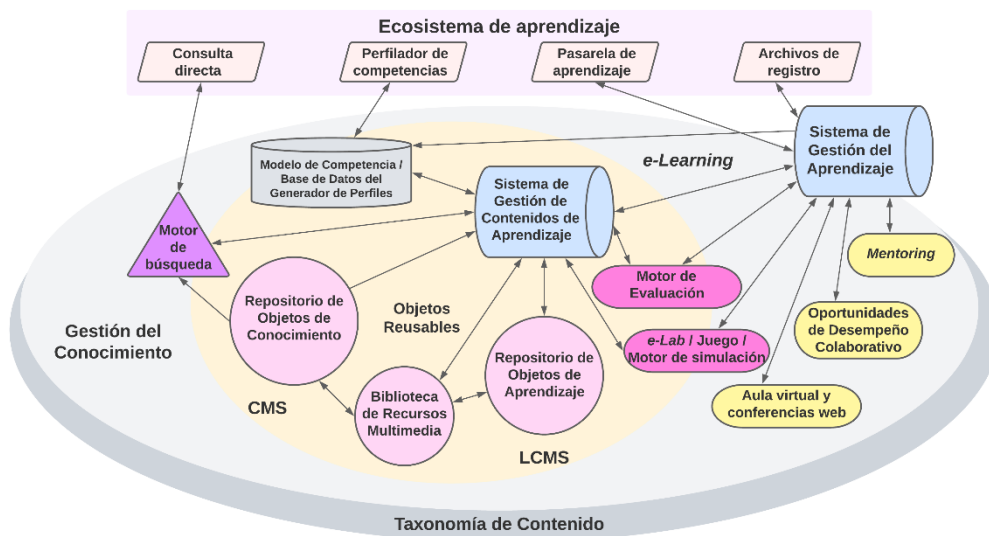 Ecosistema de aprendizaje
Consulta
directa
Perfilador de
competencias
Pasarela de
aprendizaje
Archivos de
registro
Sistema de
Gestión del
Aprendizaje
e-Learning
Modelo de Competencia /
Base de Datos del
Generador de Perfiles
Sistema de
Gestión de
Contenidos de
Aprendizaje
Motor
de
búsqueda
Mentoring
Motor de
Evaluación
Repositorio de
Objetos de
Conocimiento
Objetos
Reusables
Oportunidades
de Desempeño
Colaborativo
Gestión del
Conocimiento
e-Lab / Juego /
Motor de simulación
Repositorio de
Objetos de
Aprendizaje
Biblioteca
de Recursos
Multimedia
Aula virtual y
conferencias web
CMS
LCMS
Taxonomía de Contenido